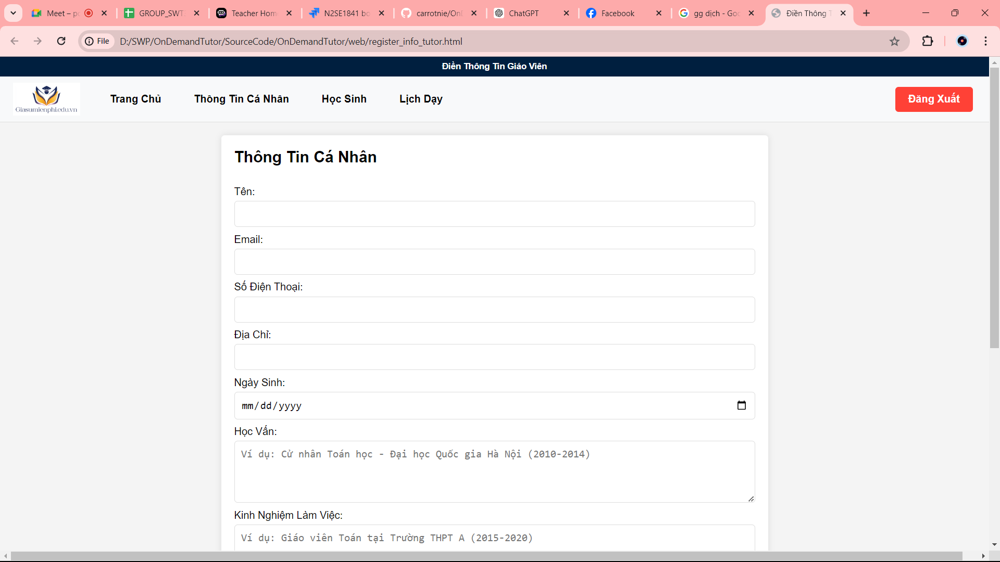 Meet – p
GROUP_SWT
Teacher Hom
N2SE1841 bo
carrotnie/On
ChatGPT
Facebook
gg dịch - Goo
Điền Thông T
File
D:/SWP/OnDemandTutor/SourceCode/OnDemandTutor/web/register_info_tutor.html
Điền Thông Tin Giáo Viên
Giasumienphi.edu.vn
Trang Chủ
Thông Tin Cá Nhân
Học Sinh
Lịch Dạy
Đăng Xuất
Thông Tin Cá Nhân
Tên:
Email:
Số Điện Thoại:
Địa Chỉ:
Ngày Sinh:
mm/dd/yyyy
Học Vấn:
Ví dụ: Cử nhân Toán học - Đại học Quốc gia Hà Nội (2010-2014)
Kinh Nghiệm Làm Việc:
Ví dụ: Giáo viên Toán tại Trường THPT A (2015-2020)